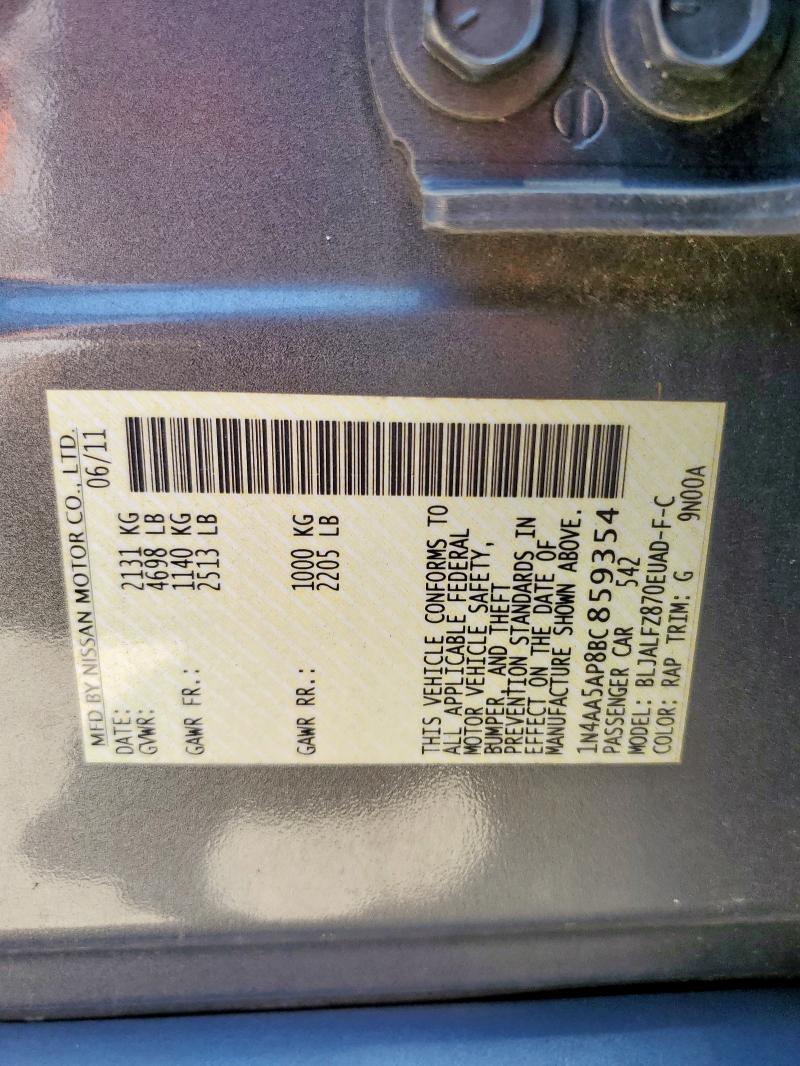 MFD BY NISSAN MOTOR CO., LTD.
DATE: 06/11
GVWR: 2131 KG
4698 LB
GAWR FR.: 1140 KG
2513 LB
GAWR RR.: 1000 KG
2205 LB
THIS VEHICLE CONFORMS TO
ALL APPLICABLE FEDERAL
MOTOR VEHICLE SAFETY,
BUMPER, AND THEFT
PREVENTION STANDARDS IN
EFFECT ON THE DATE OF
MANUFACTURE SHOWN ABOVE.
1N4AA5AP8BC859354
PASSENGER CAR 542
MODEL: BLJALFZ870EUAD-F-C
COLOR: RAP TRIM: G 9N00A